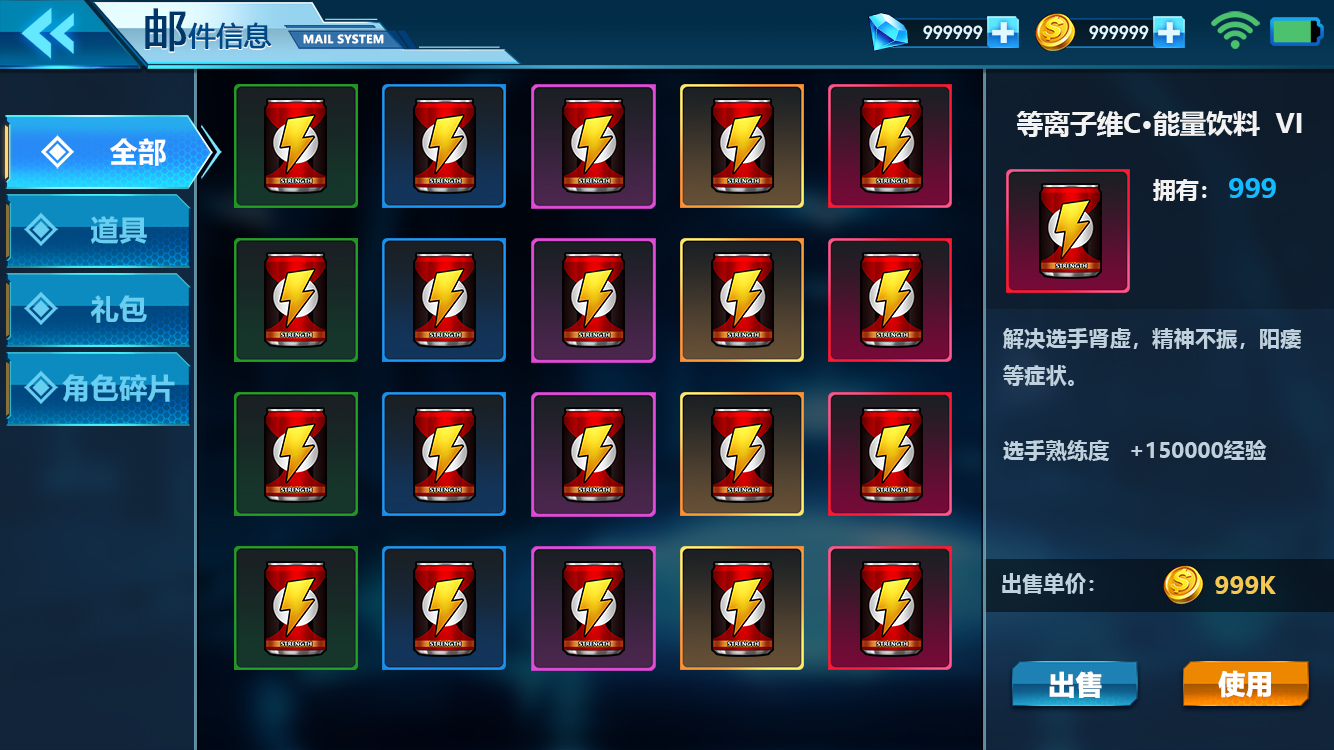 邮件信息
MAIL SYSTEM
999999
999999
全部
道具
礼包
角色碎片
STRENGTH STRENGTH STRENGTH STRENGTH STRENGTH
STRENGTH STRENGTH STRENGTH STRENGTH STRENGTH
STRENGTH STRENGTH STRENGTH STRENGTH STRENGTH
STRENGTH STRENGTH STRENGTH STRENGTH STRENGTH
等离子维C·能量饮料 VI
STRENGTH
拥有： 999
解决选手肾虚，精神不振，阳痿
等症状。
选手熟练度 +150000经验
出售单价： 999K
出售
使用